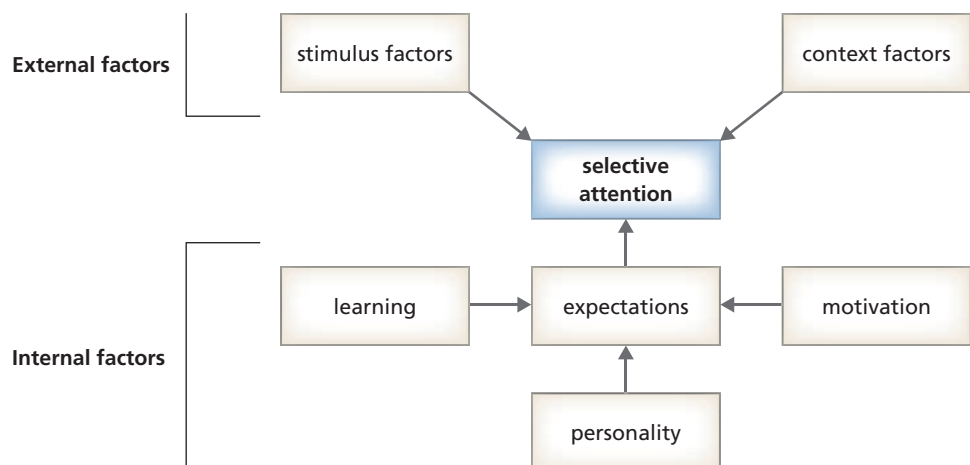 External factors
stimulus factors
context factors
selective
attention
learning
expectations
motivation
Internal factors
personality